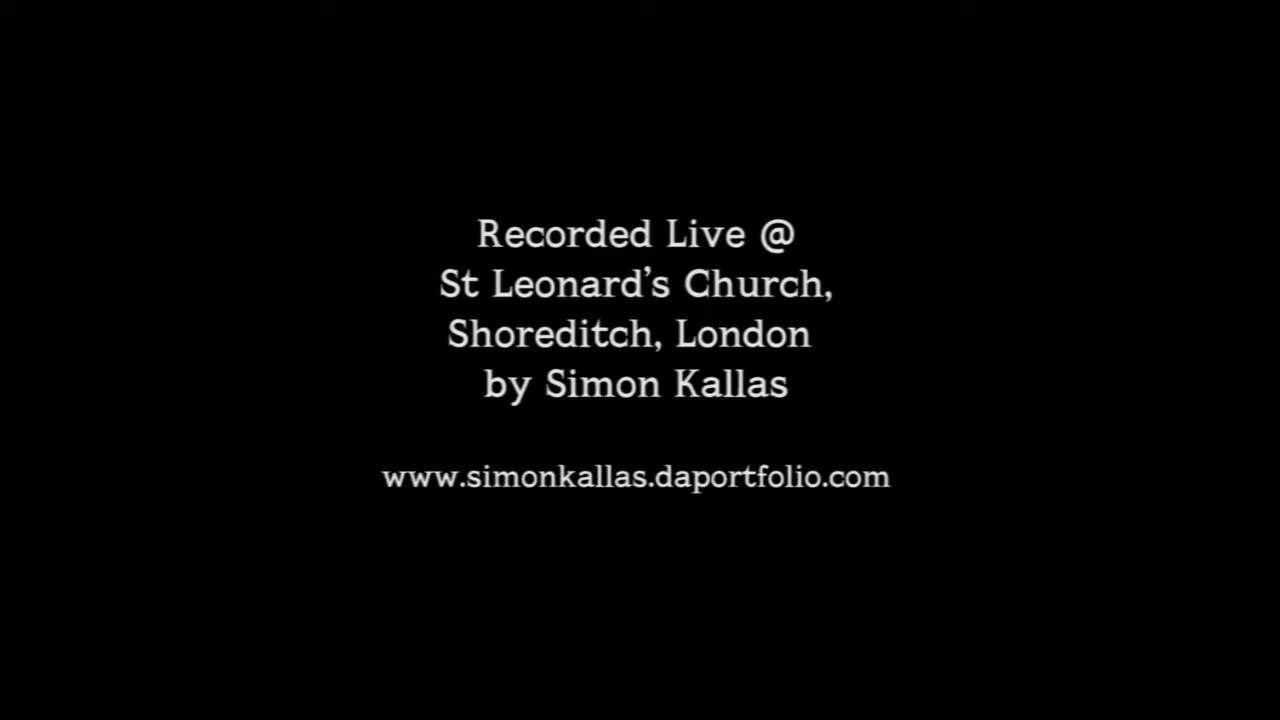 Recorded Live @
St Leonard’s Church,
Shoreditch, London
by Simon Kallas
www.simonkallas.daportfolio.com